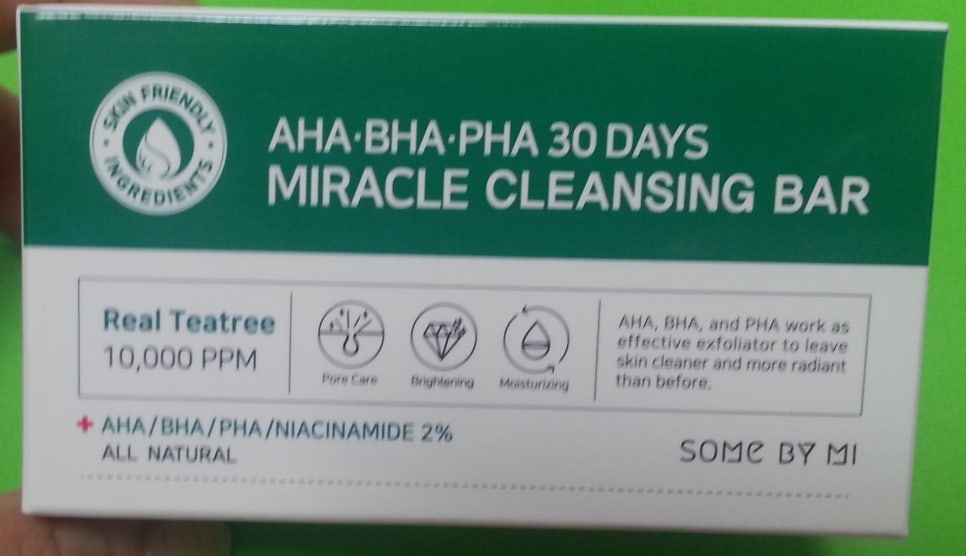 SKIN FRIENDLY
INGREDIENTS
AHA·BHA·PHA 30 DAYS
MIRACLE CLEANSING BAR
Real Teatree
10,000 PPM
Pore Care
Brightening
Moisturizing
AHA, BHA, and PHA work as
effective exfoliator to leave
skin cleaner and more radiant
than before.
+ AHA/BHA/PHA/NIACINAMIDE 2%
ALL NATURAL
SOME BY MI